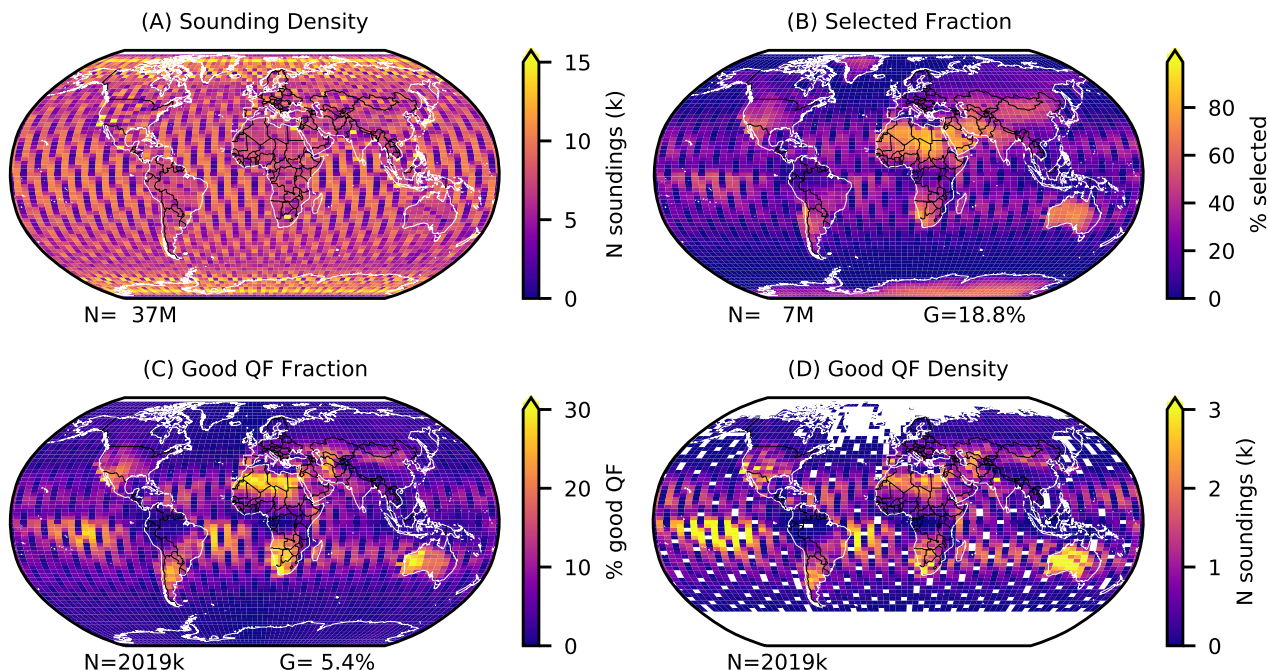 (A) Sounding Density
15
10
5
0
N soundings (k)
N= 37M
(B) Selected Fraction
80
60
40
20
0
% selected
N= 7M G=18.8%
(C) Good QF Fraction
30
20
10
0
% good QF
N=2019k G= 5.4%
(D) Good QF Density
3
2
1
0
N soundings (k)
N=2019k